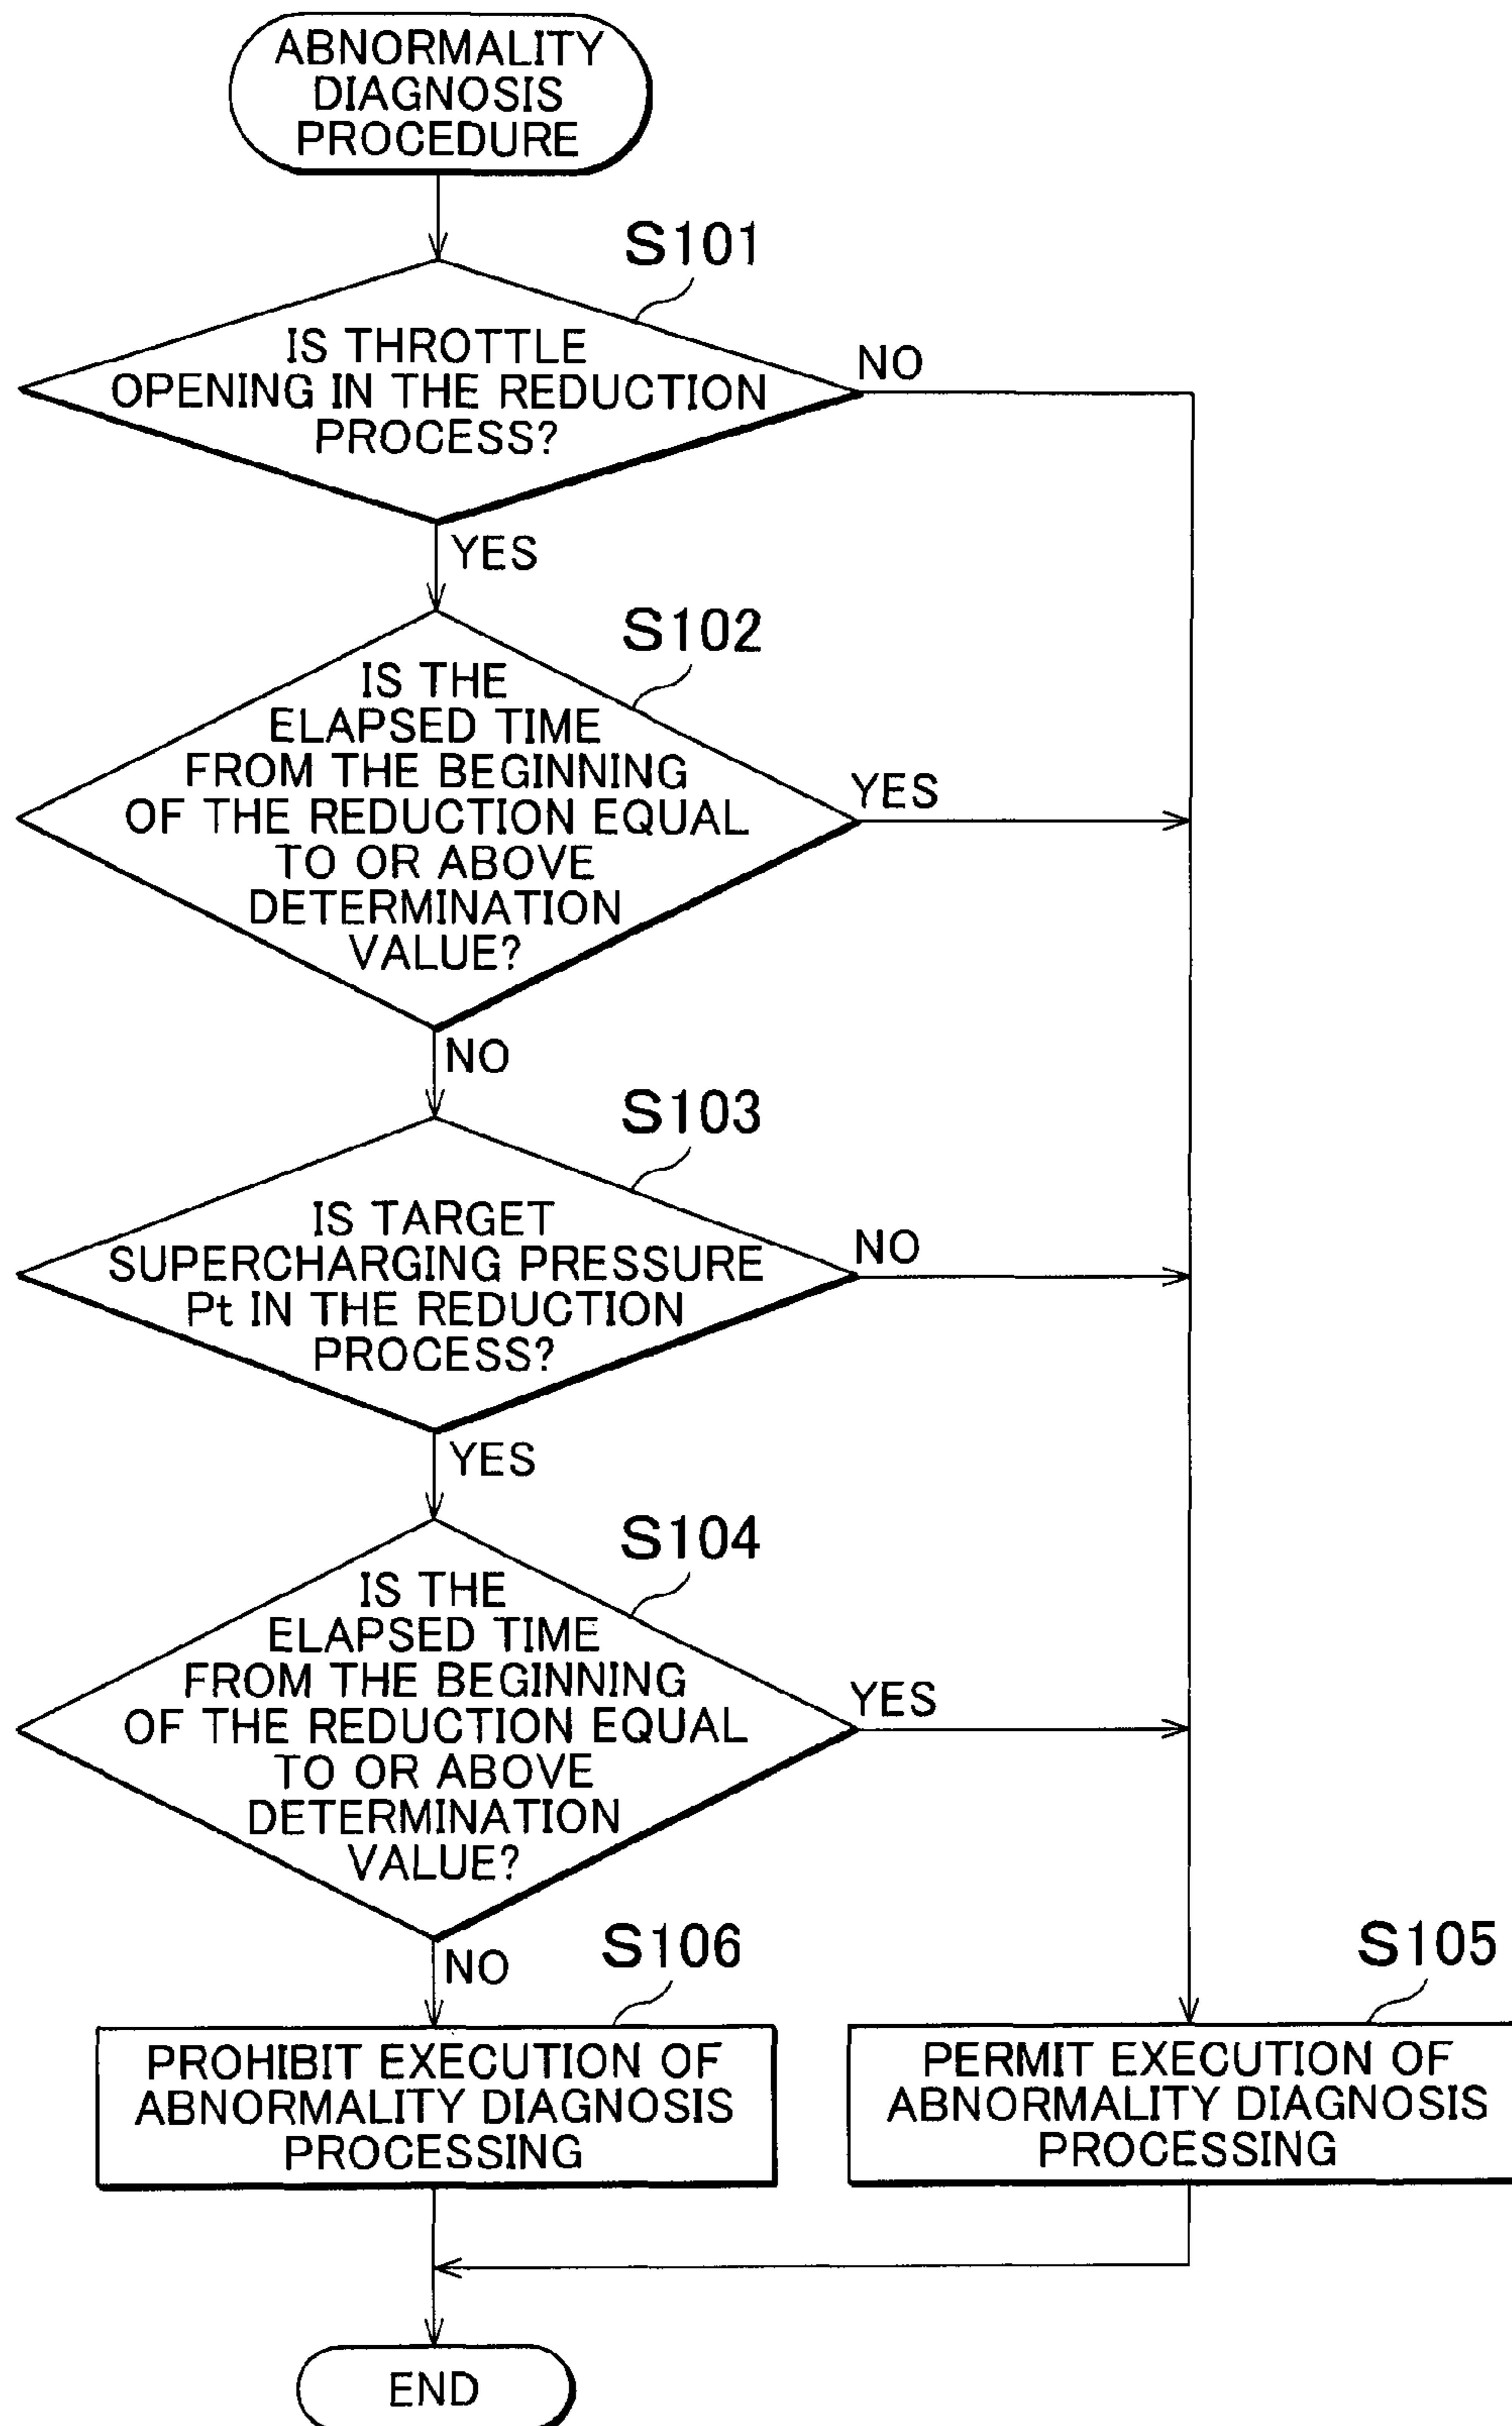 ABNORMALITY
DIAGNOSIS
PROCEDURE
S101
IS THROTTLE
OPENING IN THE REDUCTION
PROCESS?
NO
YES
S102
IS THE
ELAPSED TIME
FROM THE BEGINNING
OF THE REDUCTION EQUAL
TO OR ABOVE
DETERMINATION
VALUE?
YES
NO
S103
IS TARGET
SUPERCHARGING PRESSURE
Pt IN THE REDUCTION
PROCESS?
NO
YES
S104
IS THE
ELAPSED TIME
FROM THE BEGINNING
OF THE REDUCTION EQUAL
TO OR ABOVE
DETERMINATION
VALUE?
YES
NO
S106
PROHIBIT EXECUTION OF
ABNORMALITY DIAGNOSIS
PROCESSING
S105
PERMIT EXECUTION OF
ABNORMALITY DIAGNOSIS
PROCESSING
END